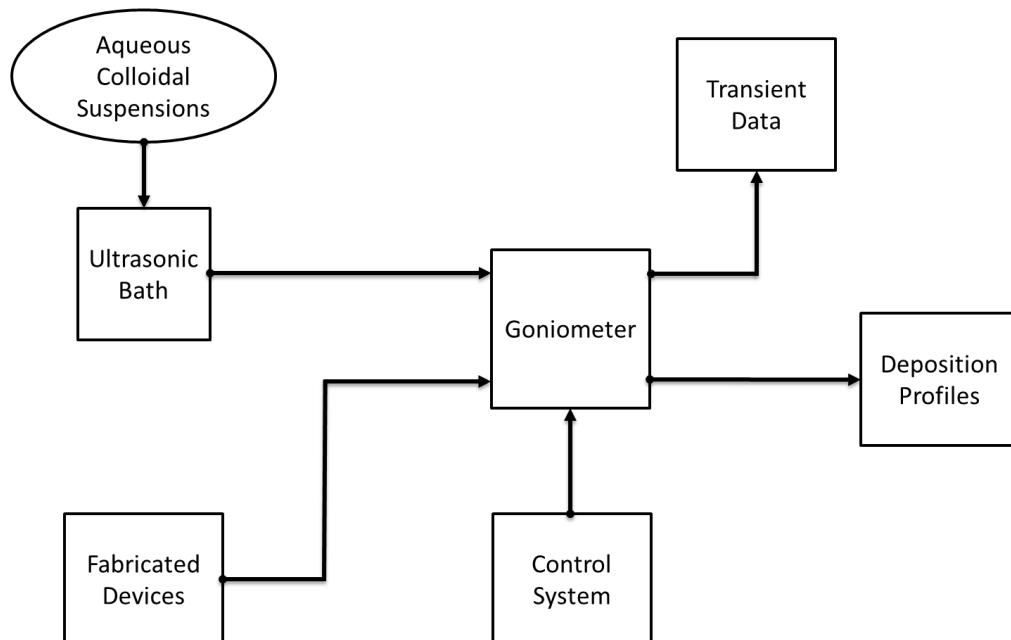 Aqueous
Colloidal
Suspensions
Transient
Data
Ultrasonic
Bath
Goniometer
Deposition
Profiles
Fabricated
Devices
Control
System